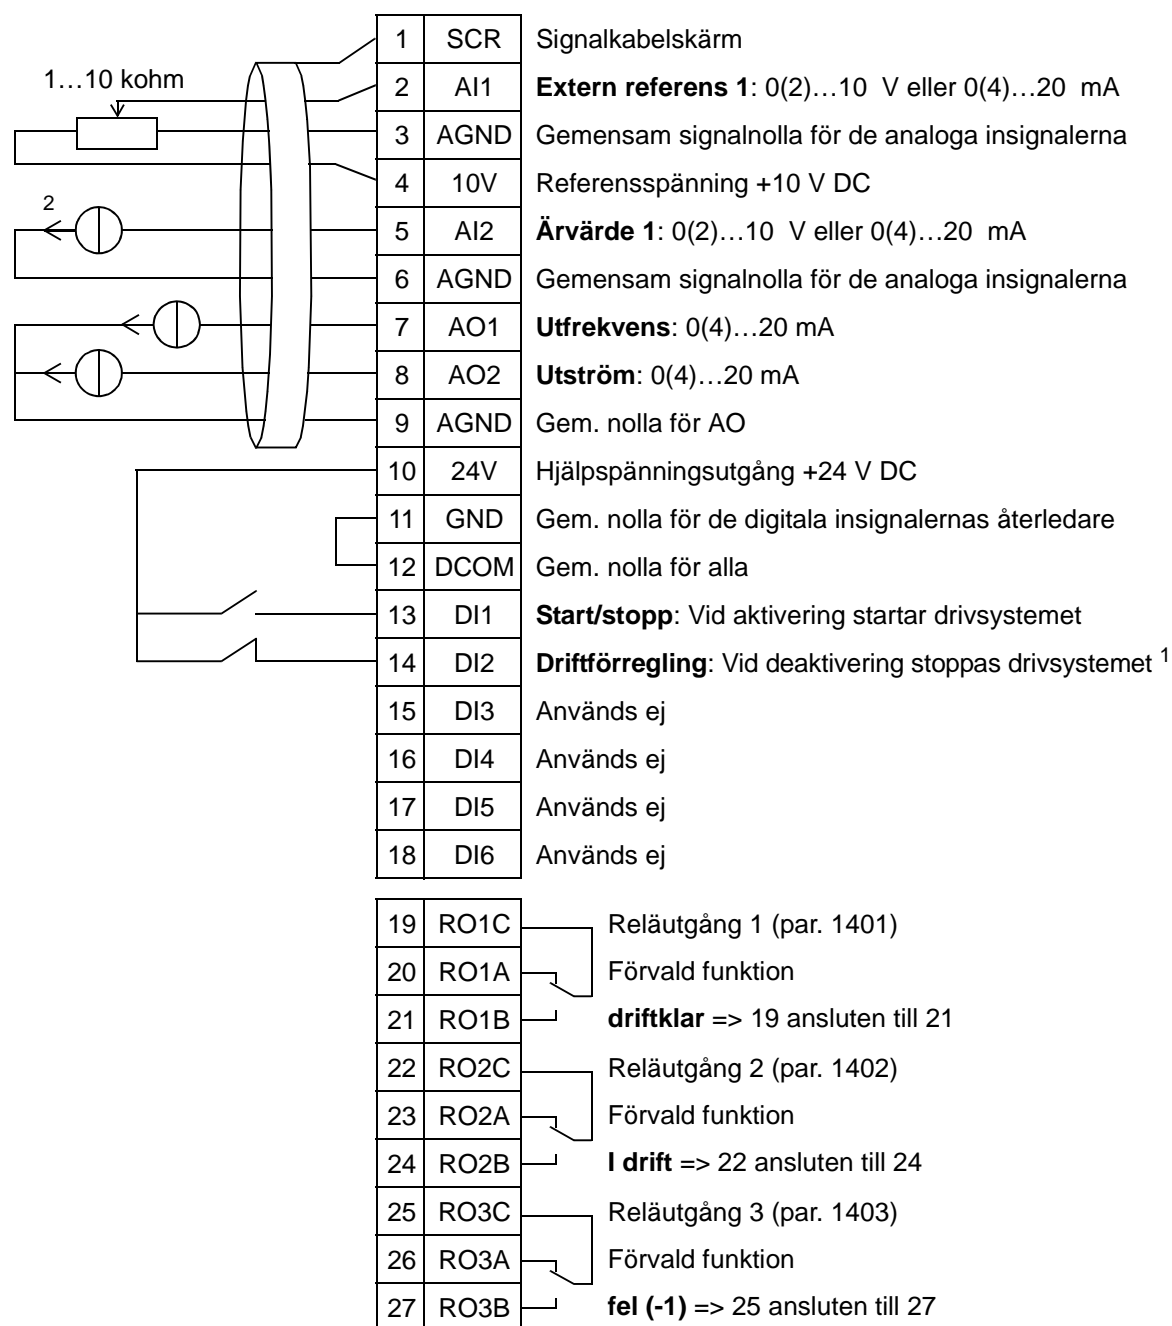 1 SCR Signalkabelskärm
1…10 kohm
2 AI1 Extern referens 1: 0(2)…10 V eller 0(4)…20 mA
3 AGND Gemensam signalnolla för de analoga insignalerna
4 10V Referensspänning +10 V DC
2
5 AI2 Ärvärde 1: 0(2)…10 V eller 0(4)…20 mA
6 AGND Gemensam signalnolla för de analoga insignalerna
7 AO1 Utfrekvens: 0(4)…20 mA
8 AO2 Utström: 0(4)…20 mA
9 AGND Gem. nolla för AO
10 24V Hjälpspänningsutgång +24 V DC
11 GND Gem. nolla för de digitala insignalernas återledare
12 DCOM Gem. nolla för alla
13 DI1 Start/stopp: Vid aktivering startar drivsystemet
14 DI2 Driftförregling: Vid deaktivering stoppas drivsystemet 1
15 DI3 Används ej
16 DI4 Används ej
17 DI5 Används ej
18 DI6 Används ej
19 RO1C Reläutgång 1 (par. 1401)
20 RO1A Förvald funktion
21 RO1B driftklar => 19 ansluten till 21
22 RO2C Reläutgång 2 (par. 1402)
23 RO2A Förvald funktion
24 RO2B I drift => 22 ansluten till 24
25 RO3C Reläutgång 3 (par. 1403)
26 RO3A Förvald funktion
27 RO3B fel (-1) => 25 ansluten till 27